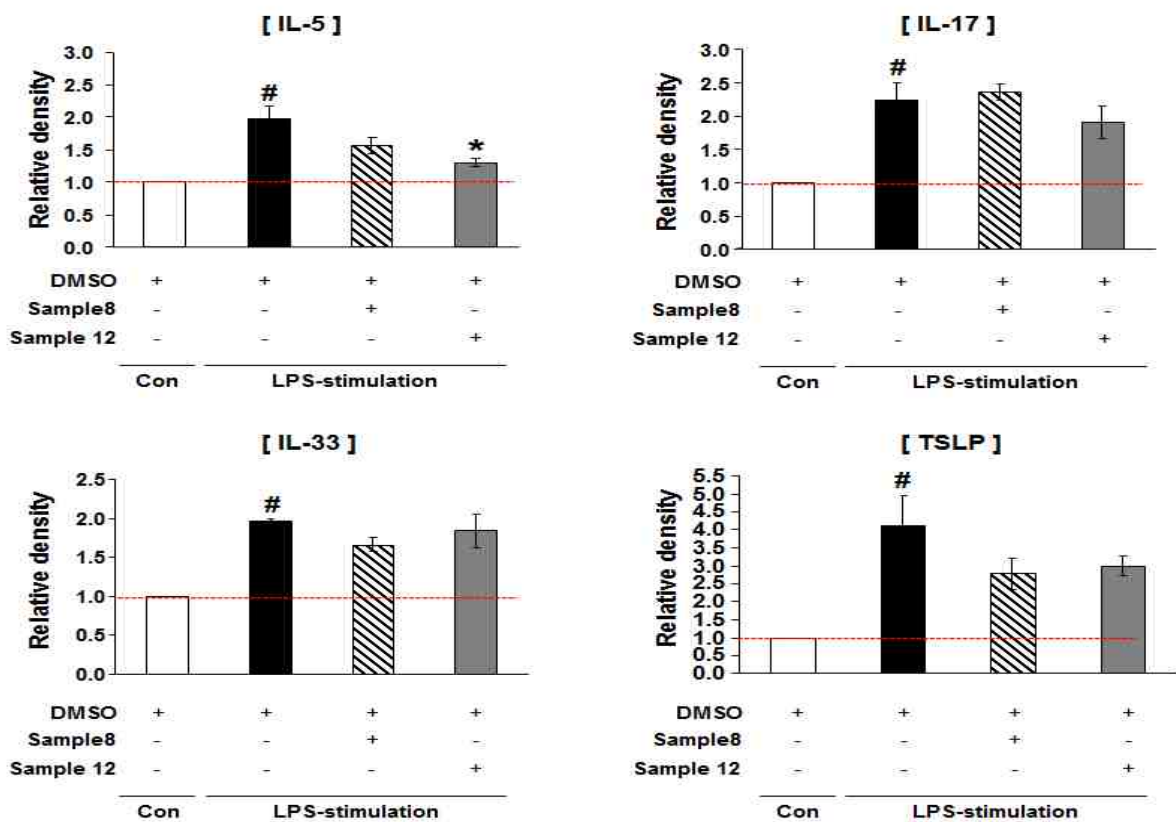 [ IL-5 ]
Relative density
3.0
2.5
2.0
1.5
1.0
0.5
0.0
#
*
DMSO + + + +
Sample8 - - + -
Sample 12 - - - +
Con LPS-stimulation
[ IL-17 ]
Relative density
3.0
2.5
2.0
1.5
1.0
0.5
0.0
#
DMSO + + + +
Sample8 - - + -
Sample 12 - - - +
Con LPS-stimulation
[ IL-33 ]
Relative density
2.5
2.0
1.5
1.0
0.5
0.0
#
DMSO + + + +
Sample8 - - + -
Sample 12 - - - +
Con LPS-stimulation
[ TSLP ]
Relative density
5.5
5.0
4.5
4.0
3.5
3.0
2.5
2.0
1.0
0.5
0.0
#
DMSO + + + +
Sample8 - - + -
Sample 12 - - - +
Con LPS-stimulation